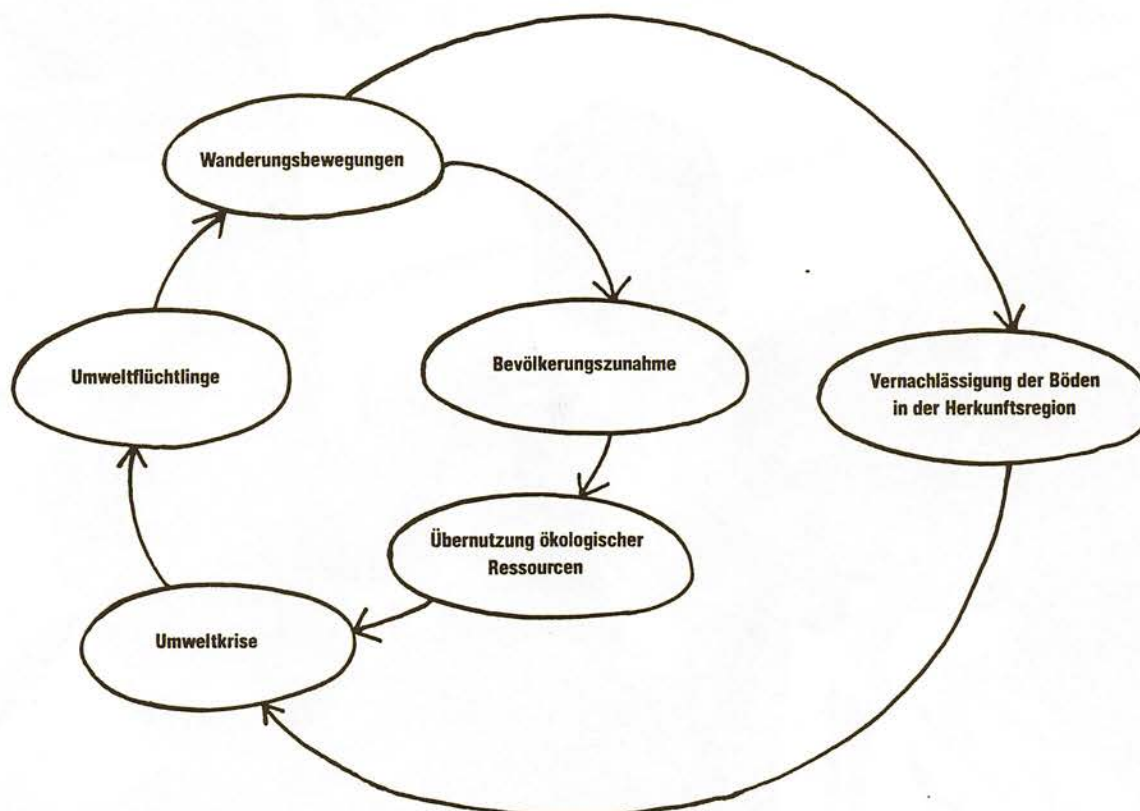 Wanderungsbewegungen
Umweltflüchtlinge
Bevölkerungszunahme
Vernachlässigung der Böden
in der Herkunftsregion
Übernutzung ökologischer
Ressourcen
Umweltkrise